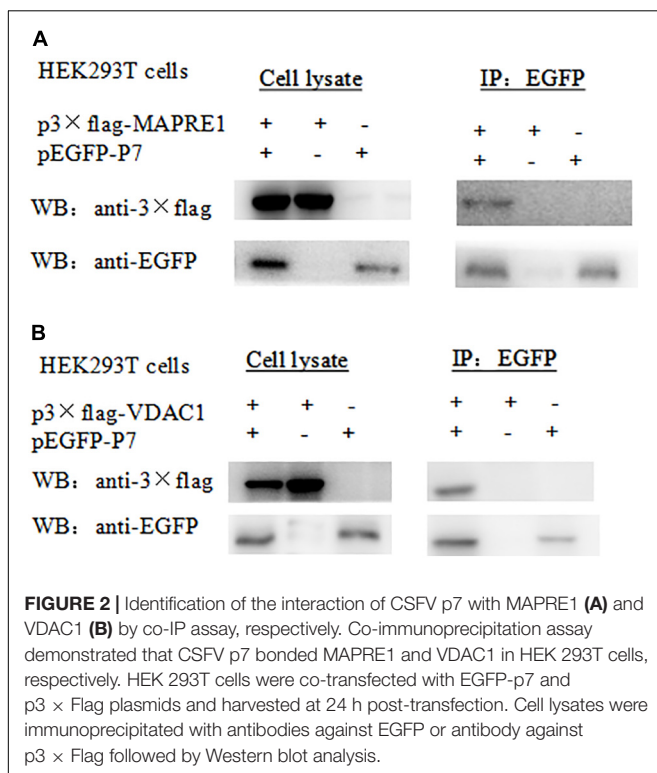 A
HEK293T cells
Cell lysate
IP：EGFP
p3×flag-MAPRE1 + + - + + -
pEGFP-P7 + - + + - +
WB：anti-3×flag
WB：anti-EGFP
B
HEK293T cells
Cell lysate
IP：EGFP
p3×flag-VDAC1 + + - + + -
pEGFP-P7 + - + + - +
WB：anti-3×flag
WB：anti-EGFP
FIGURE 2 | Identification of the interaction of CSFV p7 with MAPRE1 (A) and
VDAC1 (B) by co-IP assay, respectively. Co-immunoprecipitation assay
demonstrated that CSFV p7 bonded MAPRE1 and VDAC1 in HEK 293T cells,
respectively. HEK 293T cells were co-transfected with EGFP-p7 and
p3 × Flag plasmids and harvested at 24 h post-transfection. Cell lysates were
immunoprecipitated with antibodies against EGFP or antibody against
p3 × Flag followed by Western blot analysis.